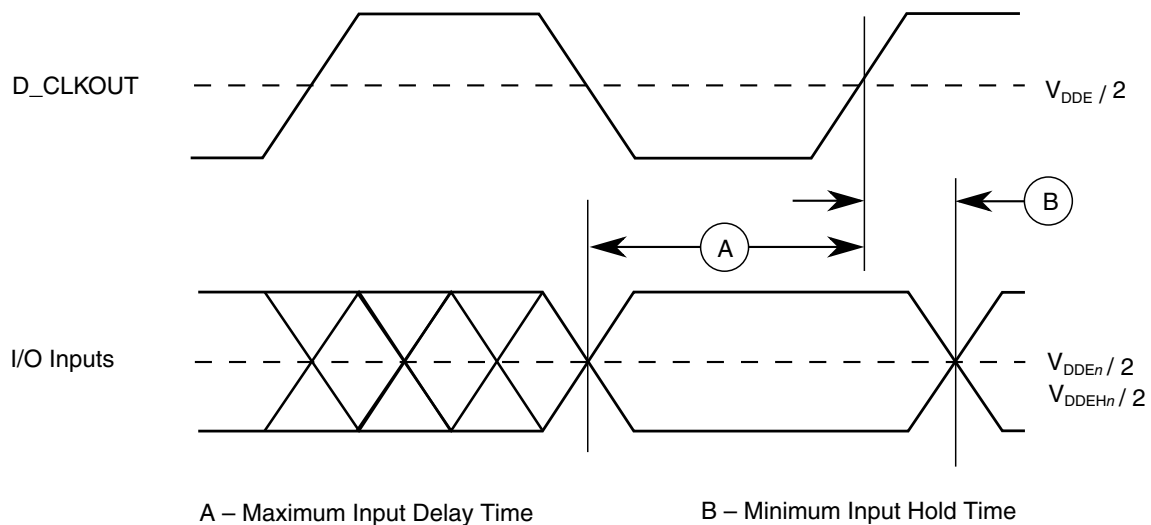 D_CLKOUT
VDDE / 2
B
A
I/O Inputs
VDDEn / 2
VDDEHn / 2
A – Maximum Input Delay Time
B – Minimum Input Hold Time